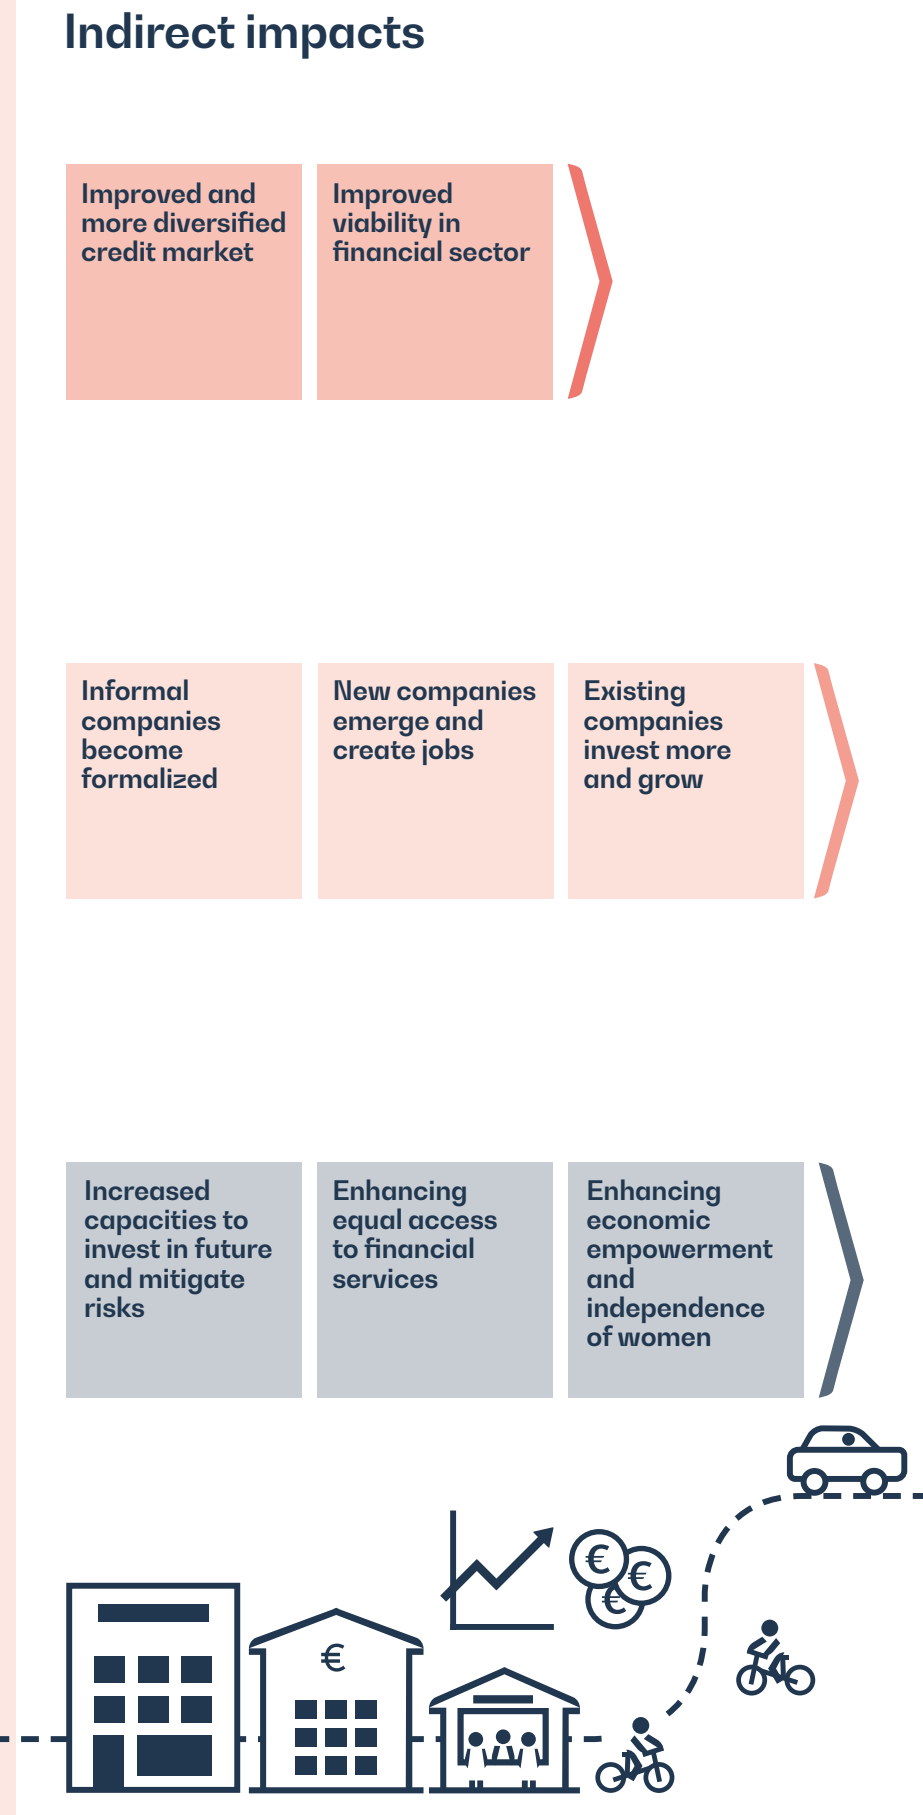 Indirect impacts
Improved and
more diversified
credit market
Improved
viability in
financial sector
Informal
companies
become
formalized
New companies
emerge and
create jobs
Existing
companies
invest more
and grow
Increased
capacities to
invest in future
and mitigate
risks
Enhancing
equal access
to financial
services
Enhancing
economic
empowerment
and
independence
of women
€
€
€
€